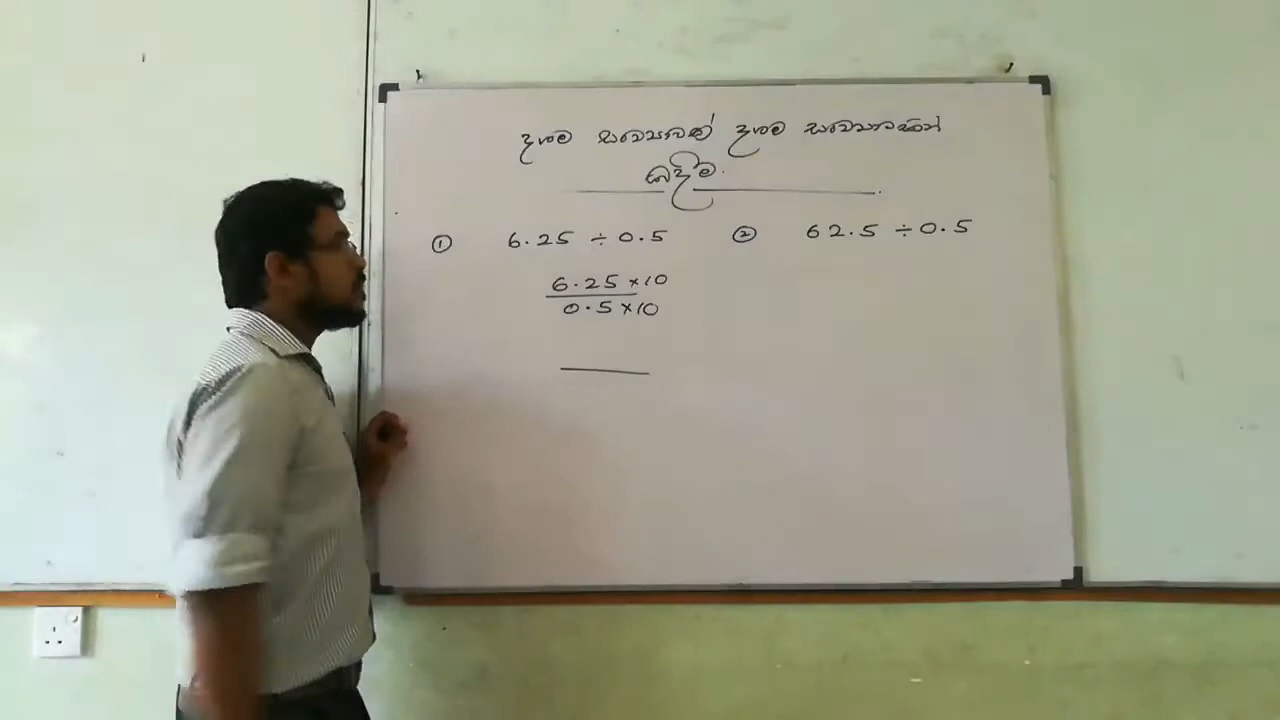 දශම සංඛ්‍යාවක් දශම සංඛ්‍යාවකින්
බෙදීම.
① 6.25 ÷ 0.5
6.25 × 10
0.5 × 10
② 62.5 ÷ 0.5